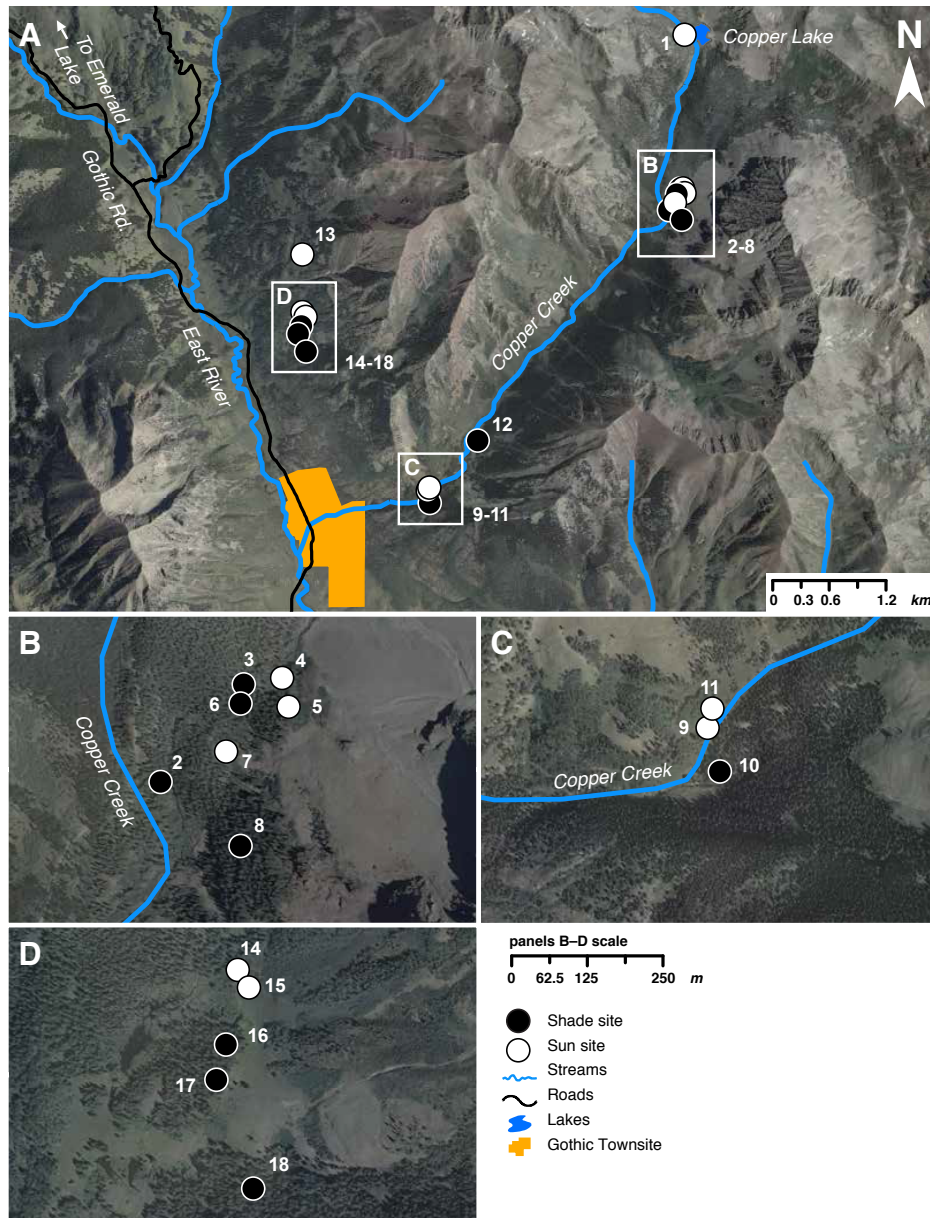 A
To Emerald
Lake
Gothic Rd.
East River
1
Copper Lake
N
B
2-8
13
D
14-18
Copper Creek
12
C
9-11
0 0.3 0.6 1.2 km
B
3
4
6
5
7
2
8
Copper Creek
C
11
9
10
Copper Creek
D
14
15
16
17
18
panels B–D scale
0 62.5 125 250 m
Shade site
Sun site
Streams
Roads
Lakes
Gothic Townsite